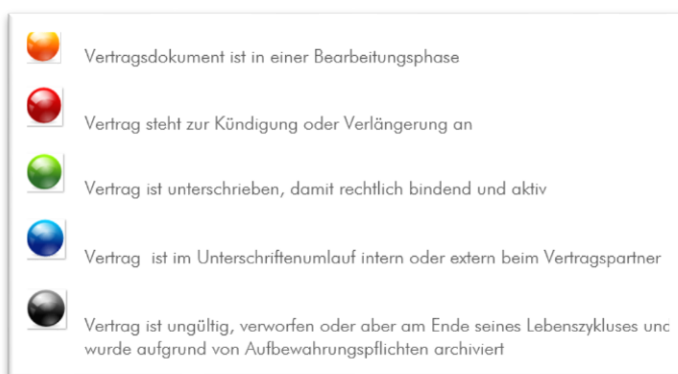 Vertragsdokument ist in einer Bearbeitungsphase
Vertrag steht zur Kündigung oder Verlängerung an
Vertrag ist unterschrieben, damit rechtlich bindend und aktiv
Vertrag ist im Unterschriftenumlauf intern oder extern beim Vertragspartner
Vertrag ist ungültig, verworfen oder aber am Ende seines Lebenszykluses und
wurde aufgrund von Aufbewahrungspflichten archiviert